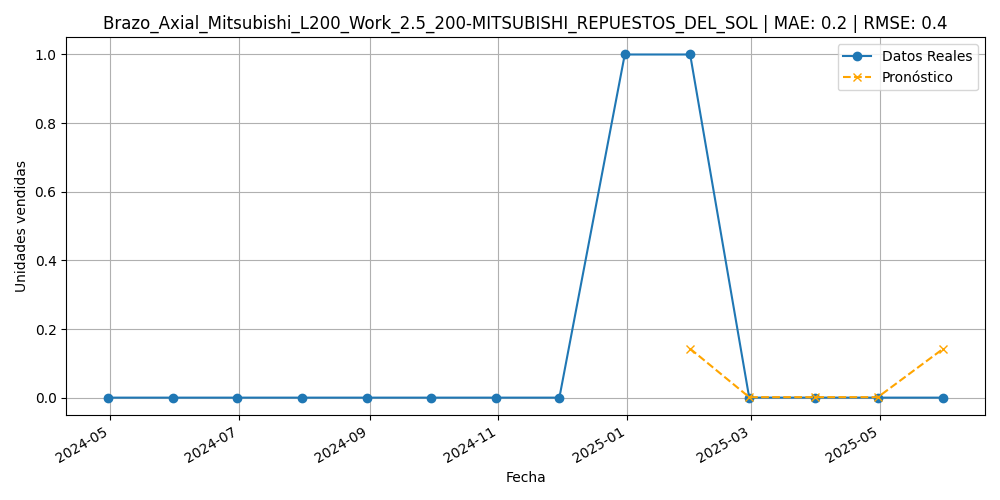 Brazo_Axial_Mitsubishi_L200_Work_2.5_200-MITSUBISHI_REPUESTOS_DEL_SOL | MAE: 0.2 | RMSE: 0.4
Datos Reales
Pronóstico
Unidades vendidas
1.0
0.8
0.6
0.4
0.2
0.0
2024-05
2024-07
2024-09
2024-11
2025-01
2025-03
2025-05
Fecha